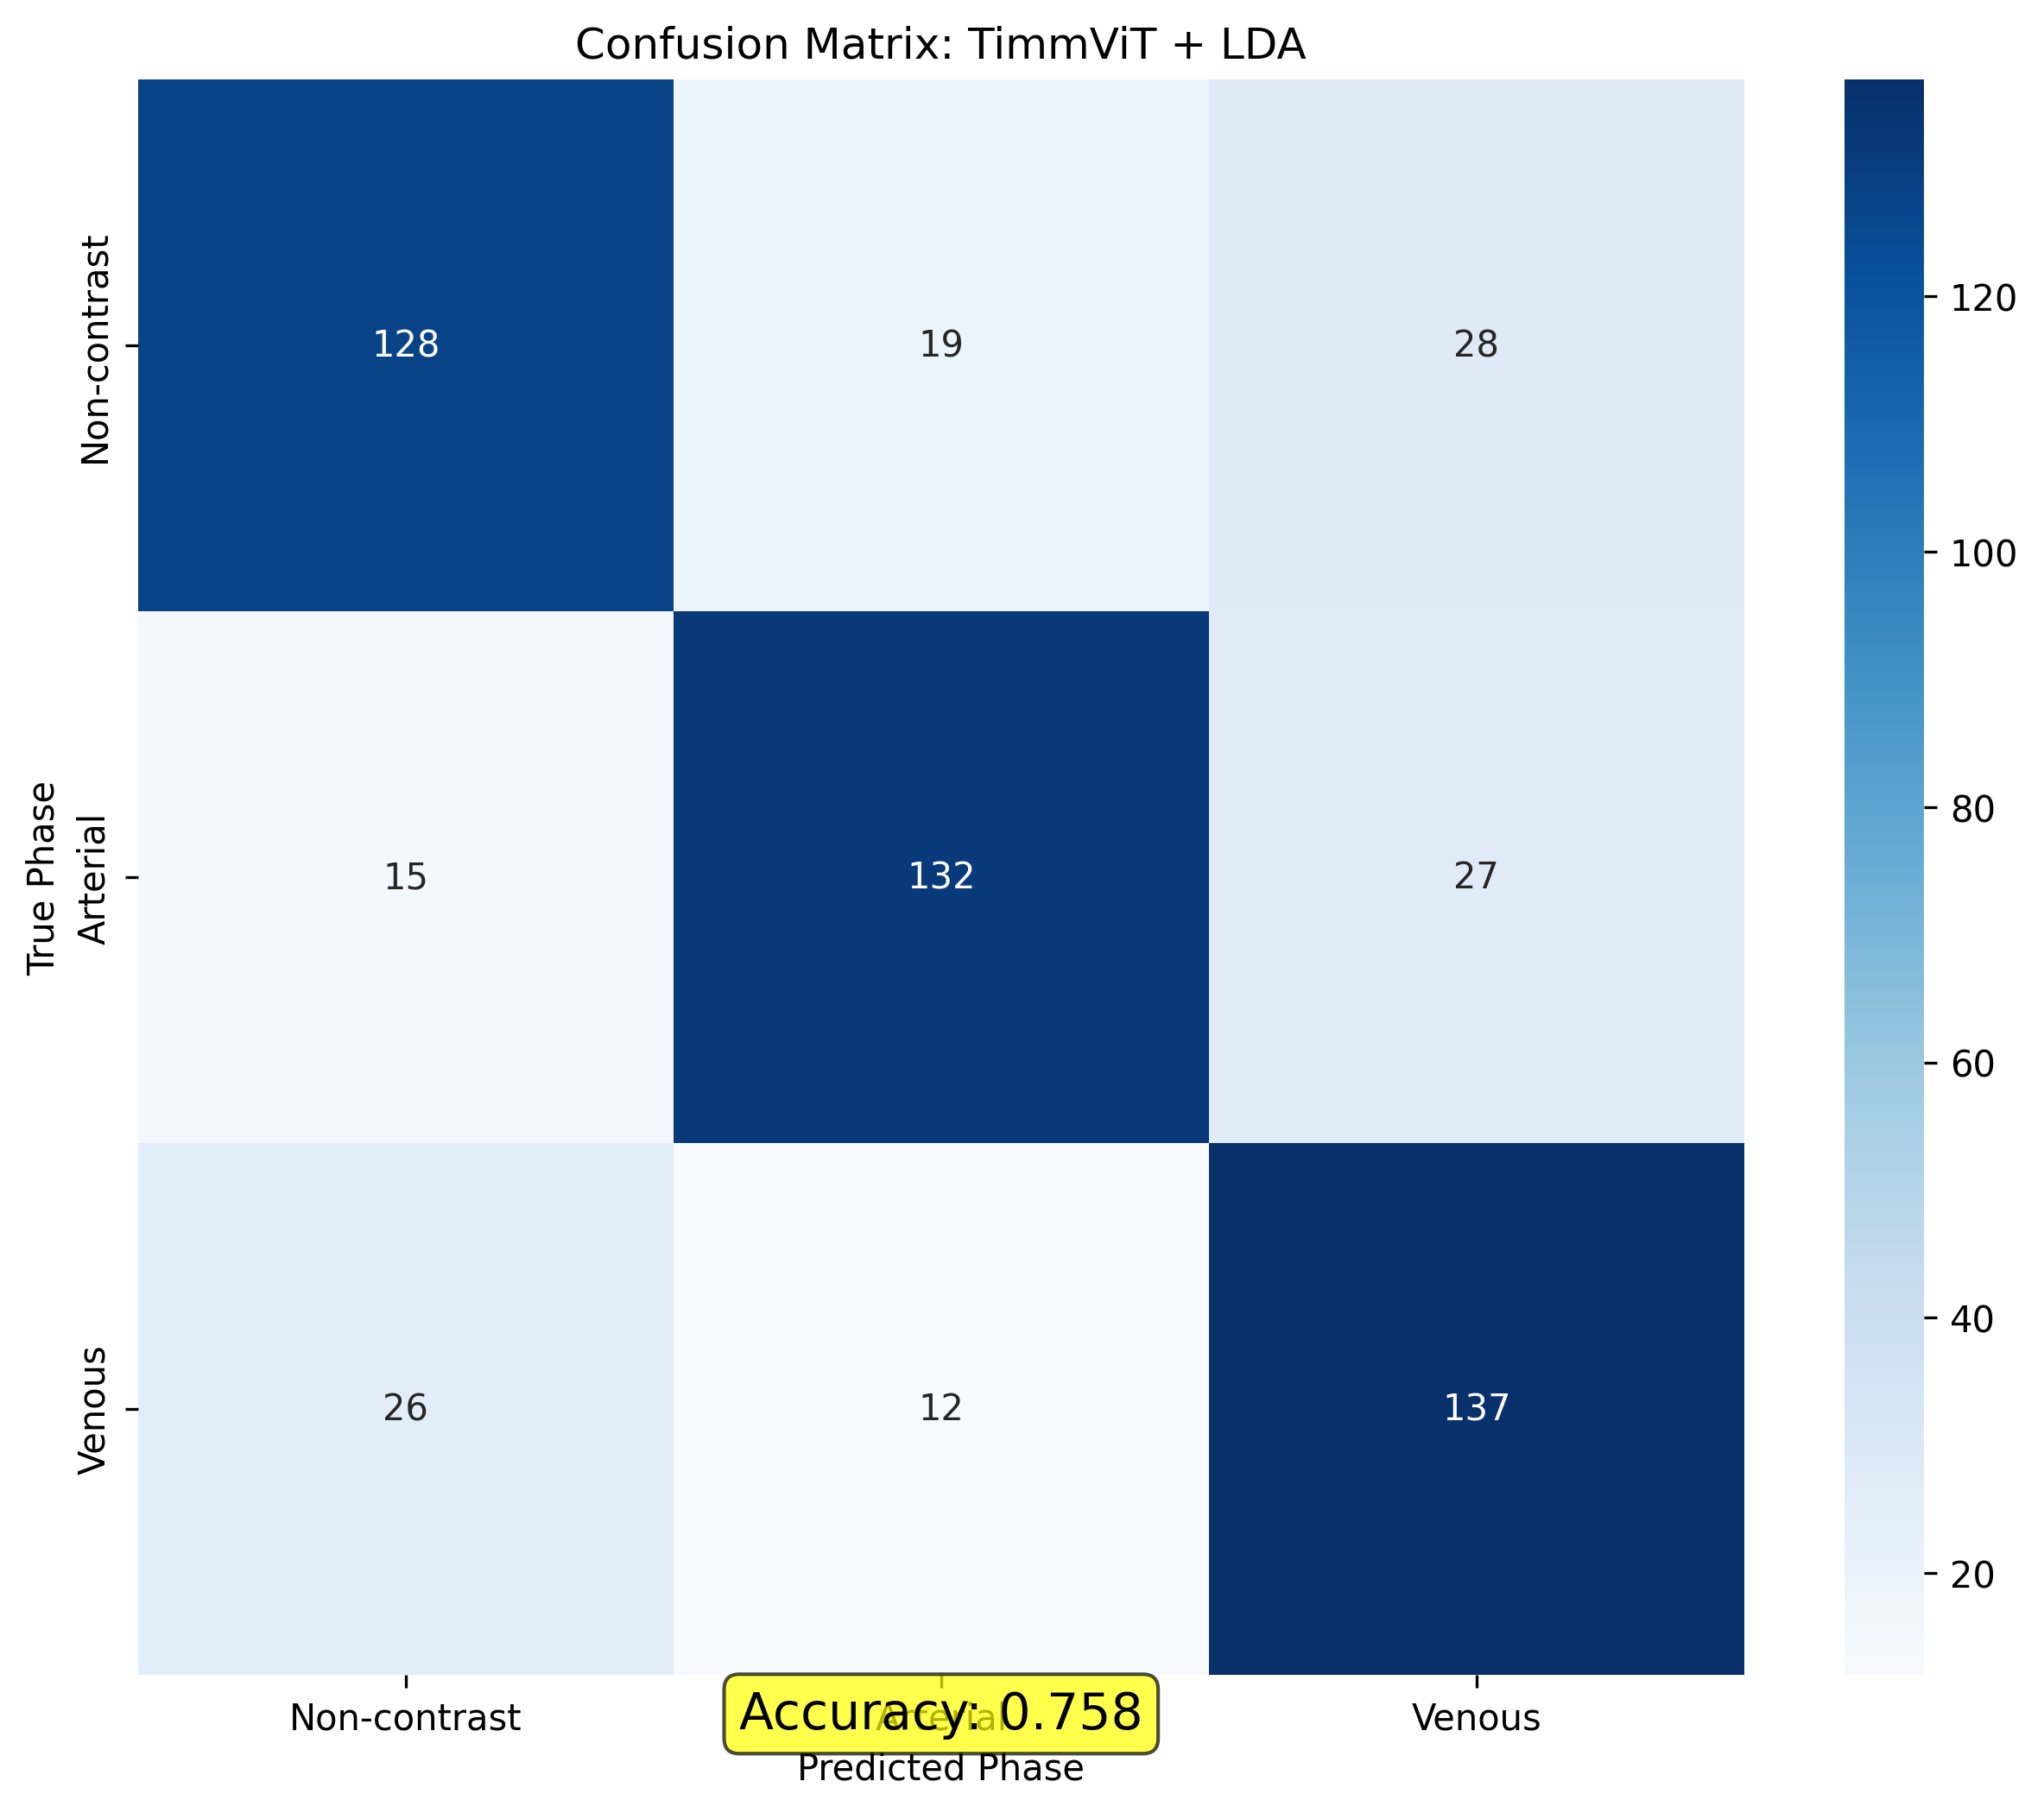 Confusion Matrix: TimmViT + LDA
True Phase
Non-contrast
128 19 28
Arterial
15 132 27
Venous
26 12 137
Non-contrast Arterial Venous
Accuracy: 0.758
Predicted Phase
120
100
80
60
40
20